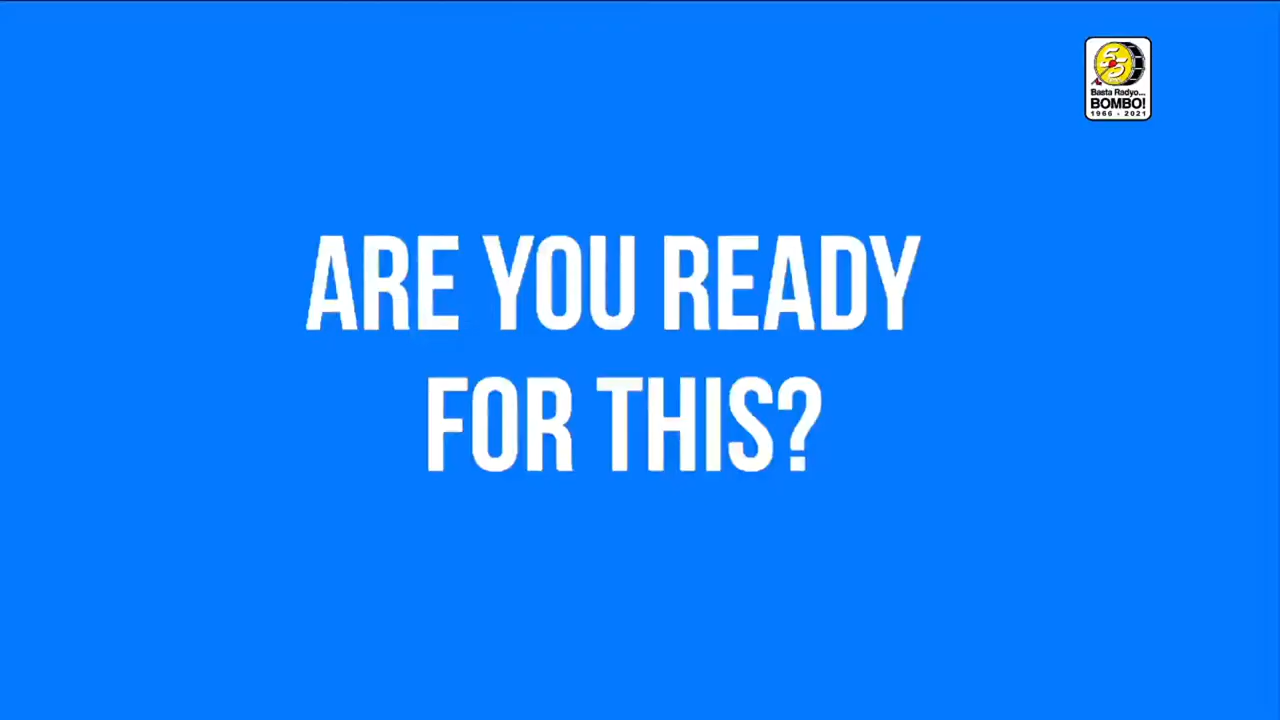 55
Basta Radyo...
BOMBO!
1966 - 2021
ARE YOU READY
FOR THIS?